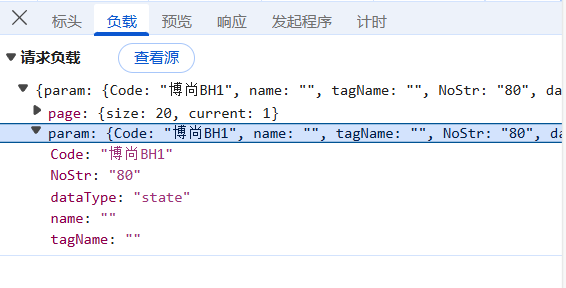 标头 负载 预览 响应 发起程序 计时
请求负载 查看源
{param: {Code: "博尚BH1", name: "", tagName: "", NoStr: "80", da
page: {size: 20, current: 1}
param: {Code: "博尚BH1", name: "", tagName: "", NoStr: "80", d
Code: "博尚BH1"
NoStr: "80"
dataType: "state"
name: ""
tagName: ""